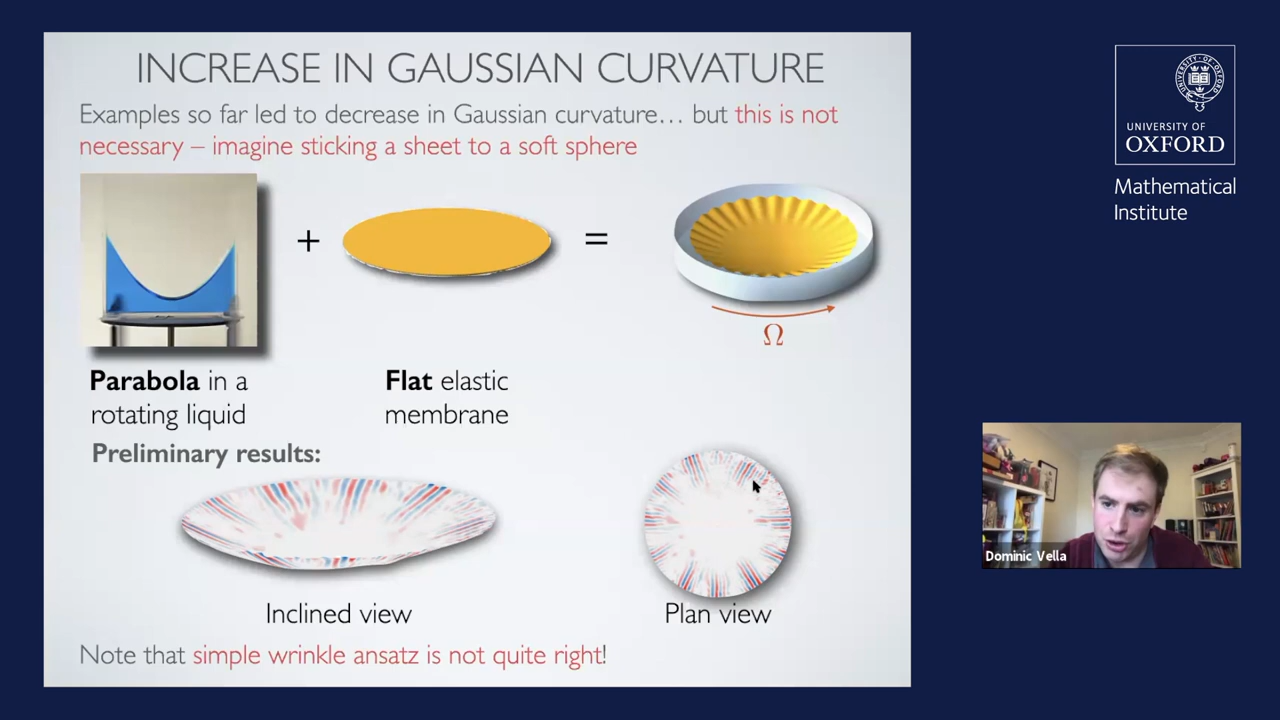 INCREASE IN GAUSSIAN CURVATURE
Examples so far led to decrease in Gaussian curvature… but this is not
necessary – imagine sticking a sheet to a soft sphere
+
=
Ω
Parabola in a
rotating liquid
Flat elastic
membrane
Preliminary results:
Inclined view
Plan view
Note that simple wrinkle ansatz is not quite right!
UNIVERSITY OF
OXFORD
Mathematical
Institute
Dominic Vella